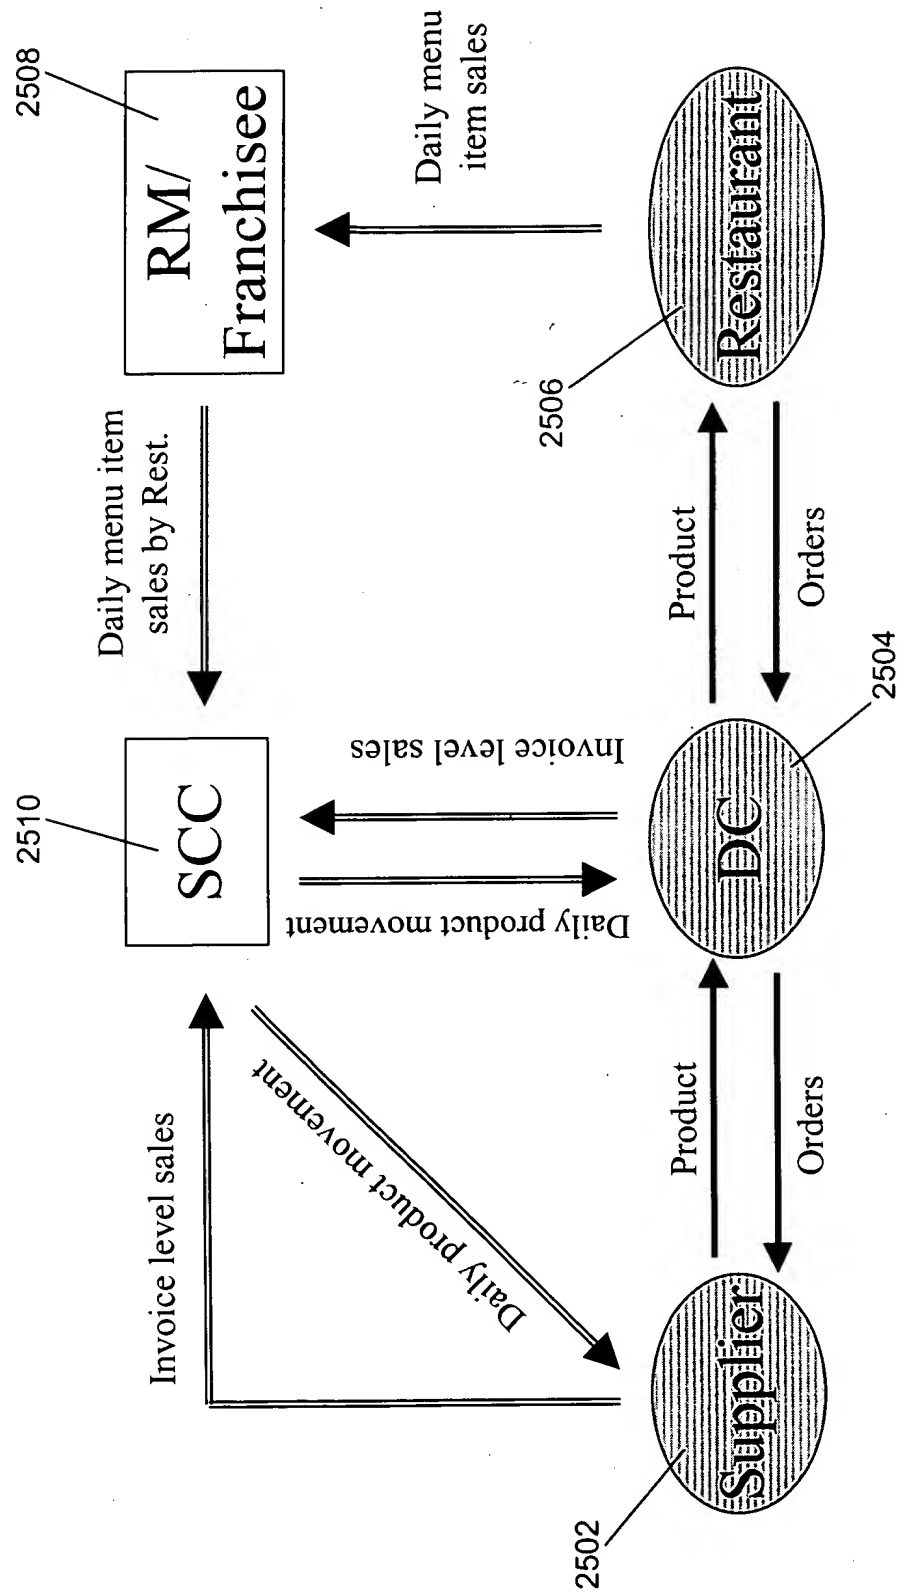 2510
SCC
Daily menu item
sales by Rest.
2508
RM/
Franchisee
Invoice level sales
Daily product movement
Daily product movement
Invoice level sales
Daily menu
item sales
2502
Supplier
Product
Orders
DC
2504
Product
Orders
2506
Restaurant